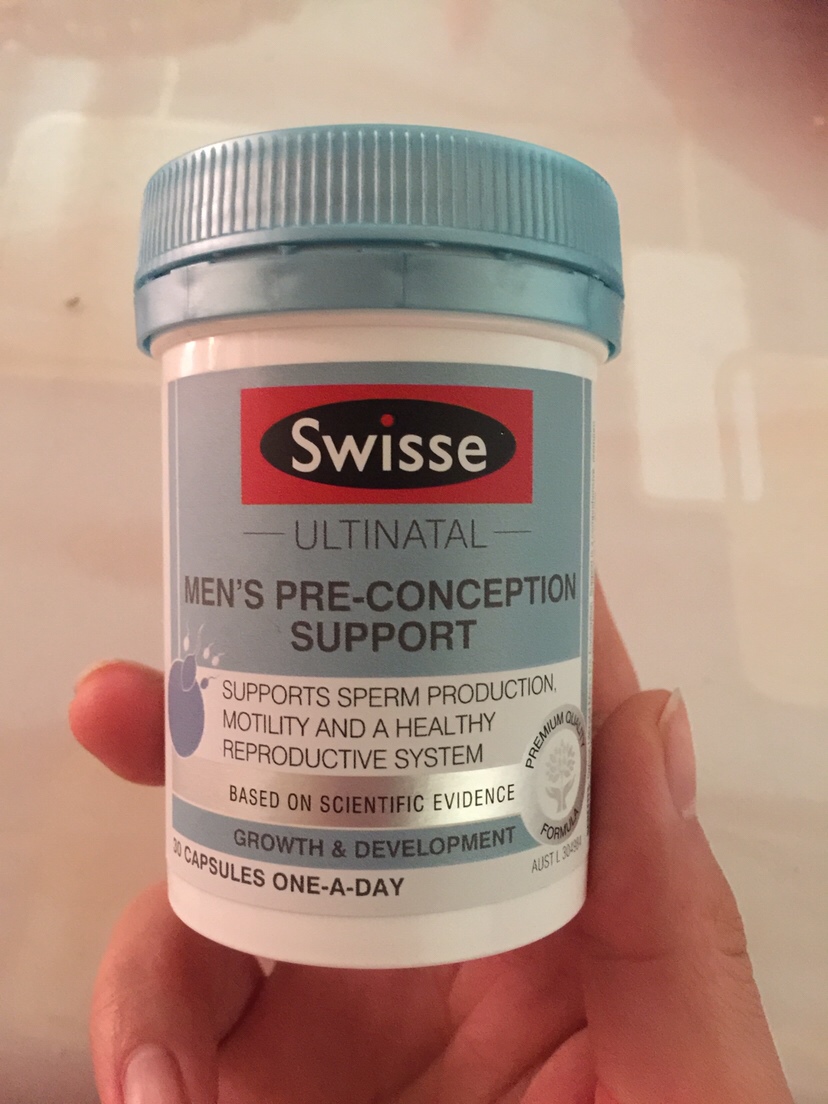 Swisse
ULTINATAL
MEN'S PRE-CONCEPTION
SUPPORT
SUPPORTS SPERM PRODUCTION,
MOTILITY AND A HEALTHY
REPRODUCTIVE SYSTEM
PREMIUM QUALITY
FORMULA
BASED ON SCIENTIFIC EVIDENCE
GROWTH & DEVELOPMENT
30 CAPSULES ONE-A-DAY
AUST L